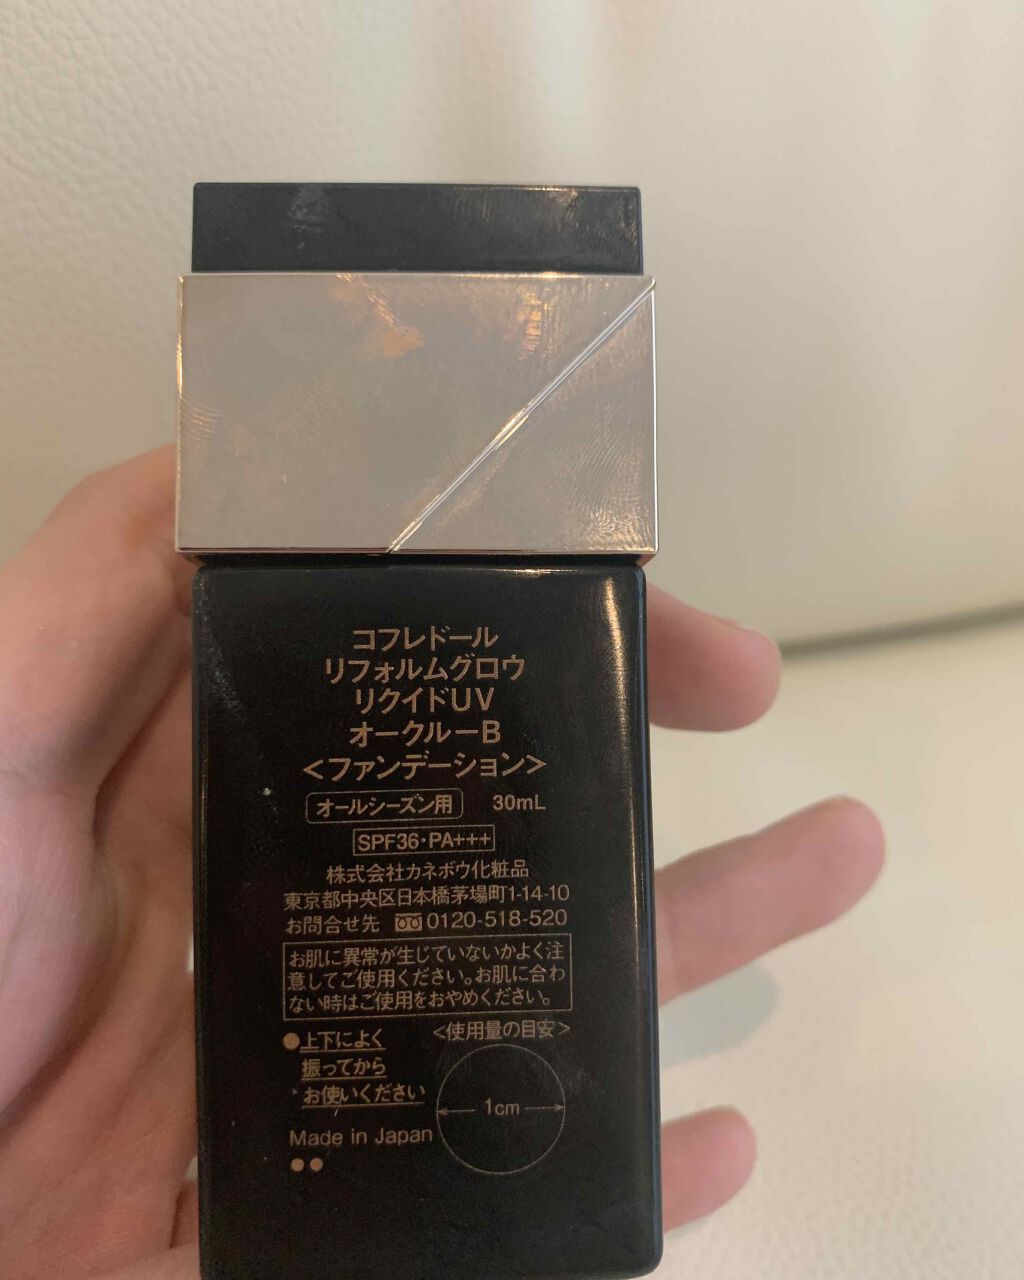 コフレドール
リフォルムグロウ
リクイドUV
オークルーB
<ファンデーション>
オールシーズン用 30mL
SPF36・PA+++
株式会社カネボウ化粧品
東京都中央区日本橋茅場町1-14-10
お問合せ先 0120-518-520
お肌に異常が生じていないかよく注
意してご使用ください。お肌に合わ
ない時はご使用をおやめください。
●上下によく
振ってから
お使いください
<使用量の目安>
1cm
Made in Japan